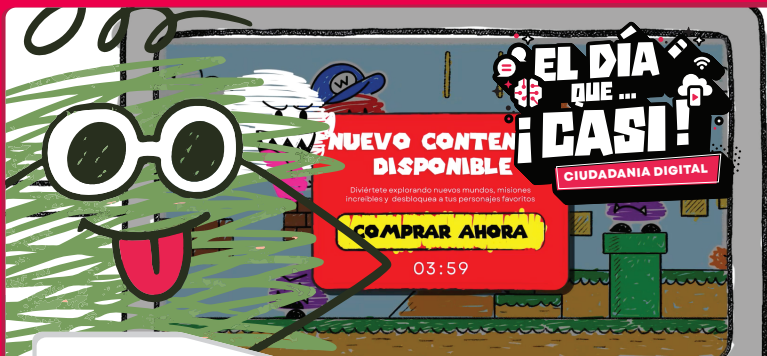 EL DÍA
QUE ...
¡CASI!
CIUDADANIA DIGITAL
W
NUEVO CONTEN
DISPONIBLE
Diviértete explorando nuevos mundos, misiones
increíbles y desbloquea a tus personajes favoritos
COMPRAR AHORA
03:59